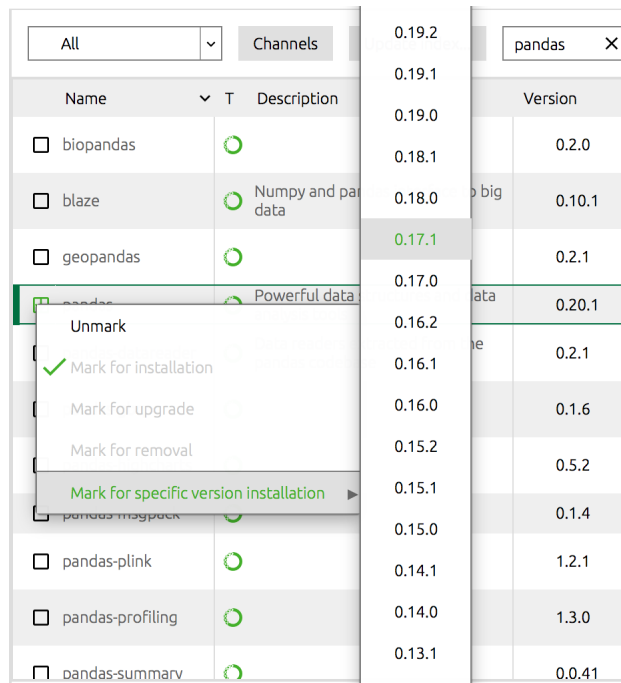 All
Channels
pandas
Name
T
Description
Version
biopandas
0.2.0
blaze
Numpy and big
data
0.10.1
geopandas
0.2.1
pandas
Powerful data
0.20.1
0.2.1
0.1.6
0.5.2
pandas-msgpack
0.1.4
pandas-plink
1.2.1
pandas-profiling
1.3.0
pandas-summary
0.0.41
Unmark
Mark for installation
Mark for upgrade
Mark for removal
Mark for specific version installation
0.19.2
0.19.1
0.19.0
0.18.1
0.18.0
0.17.1
0.17.0
0.16.2
0.16.1
0.16.0
0.15.2
0.15.1
0.15.0
0.14.1
0.14.0
0.13.1